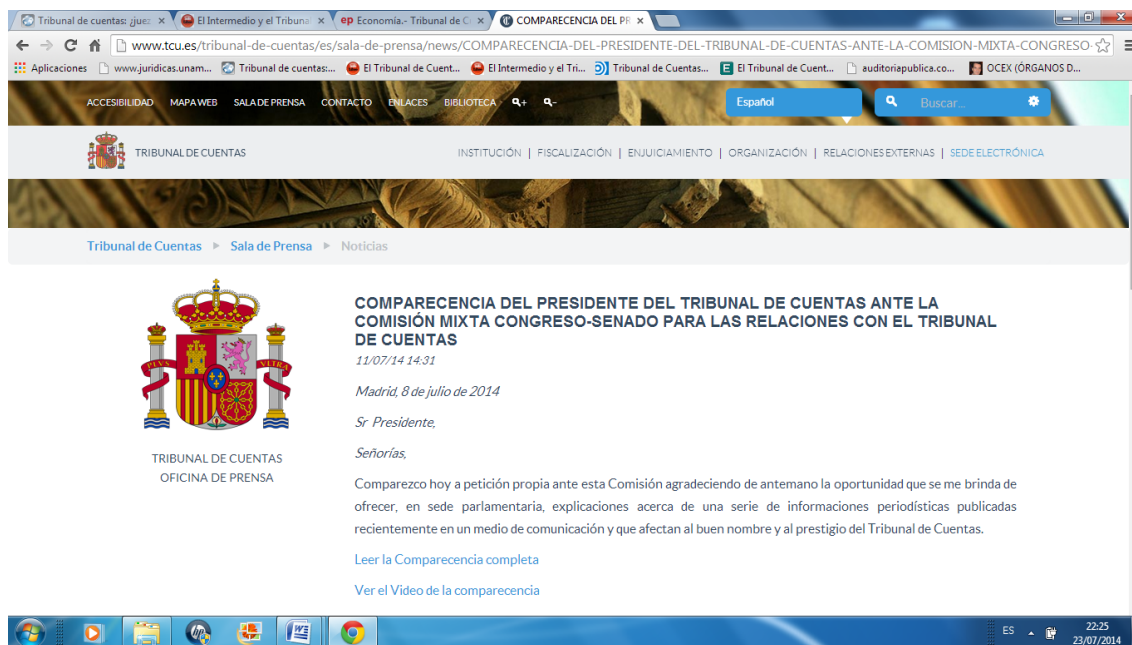 Tribunal de cuentas: ¿juez
El Intermedio y el Tribunal
ep Economía.- Tribunal de C
COMPARECENCIA DEL PR
www.tcu.es/tribunal-de-cuentas/es/sala-de-prensa/news/COMPARECENCIA-DEL-PRESIDENTE-DEL-TRIBUNAL-DE-CUENTAS-ANTE-LA-COMISION-MIXTA-CONGRESO-
Aplicaciones www.juridicas.unam... Tribunal de cuentas:... El Tribunal de Cuent... El Intermedio y el Tri... Tribunal de Cuentas... E El Tribunal de Cuent... auditoriapublica.co... OCEX (ÓRGANOS D...
ACCESIBILIDAD MAPA WEB SALA DE PRENSA CONTACTO ENLACES BIBLIOTECA + - Español Buscar...
TRIBUNAL DE CUENTAS INSTITUCIÓN | FISCALIZACIÓN | ENJUICIAMIENTO | ORGANIZACIÓN | RELACIONES EXTERNAS | SEDE ELECTRÓNICA
Tribunal de Cuentas Sala de Prensa Noticias
PLVS VLTRA
TRIBUNAL DE CUENTAS
OFICINA DE PRENSA
COMPARECENCIA DEL PRESIDENTE DEL TRIBUNAL DE CUENTAS ANTE LA
COMISIÓN MIXTA CONGRESO-SENADO PARA LAS RELACIONES CON EL TRIBUNAL
DE CUENTAS
11/07/14 14:31
Madrid, 8 de julio de 2014
Sr Presidente,
Señorías,
Comparezco hoy a petición propia ante esta Comisión agradeciendo de antemano la oportunidad que se me brinda de
ofrecer, en sede parlamentaria, explicaciones acerca de una serie de informaciones periodísticas publicadas
recientemente en un medio de comunicación y que afectan al buen nombre y al prestigio del Tribunal de Cuentas.
Leer la Comparecencia completa
Ver el Video de la comparecencia
ES 22:25
23/07/2014